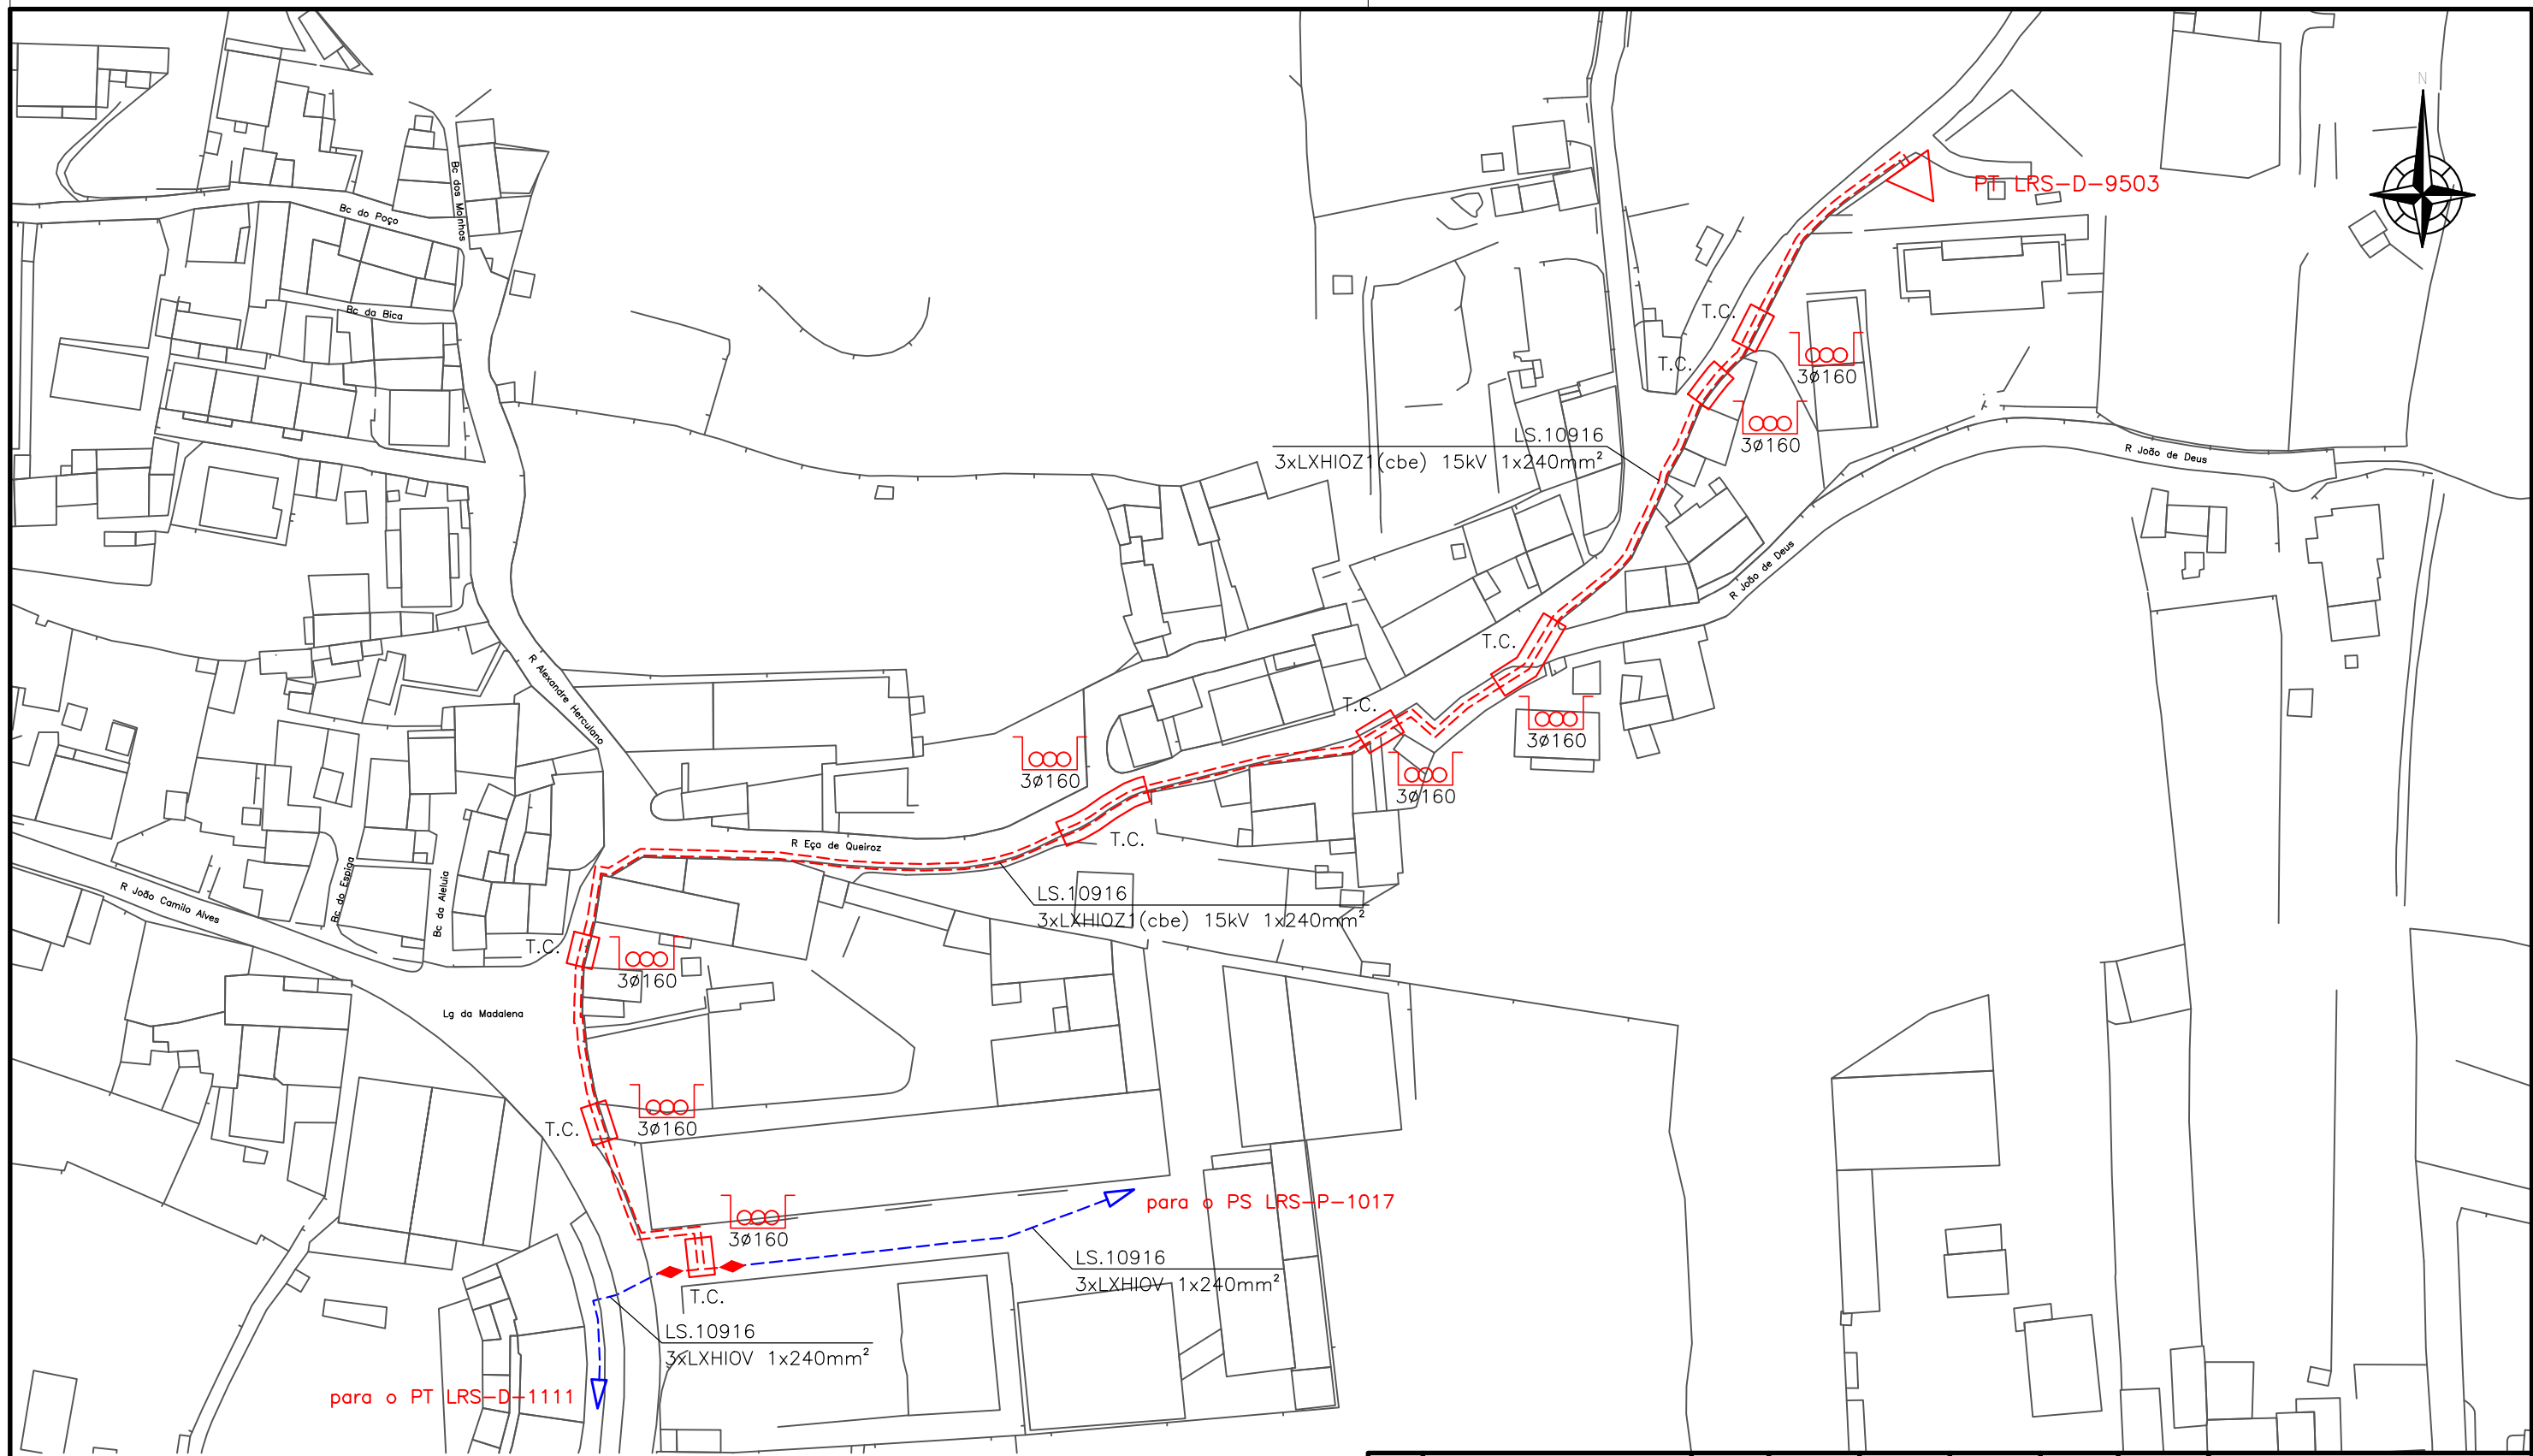 N
Bc dos Moinhos
PT LRS-D-9503
Bc do Poço
Bc da Bica
T.C.
T.C.
3ø160
3ø160
LS.10916
3xLXHIOZ1(cbe) 15kV 1x240mm²
R João de Deus
R João de Deus
T.C.
R Alexandre Herculano
T.C.
3ø160
3ø160
3ø160
T.C.
R Eça de Queiroz
R João Camilo Alves
Bc do Espiga
Bc da Aleluia
LS.10916
3xLXHIOZ1(cbe) 15kV 1x240mm²
T.C.
3ø160
Lg da Madalena
T.C.
3ø160
para o PS LRS-P-1017
3ø160
LS.10916
3xLXHIOV 1x240mm²
T.C.
LS.10916
3xLXHIOV 1x240mm²
para o PT LRS-D-1111